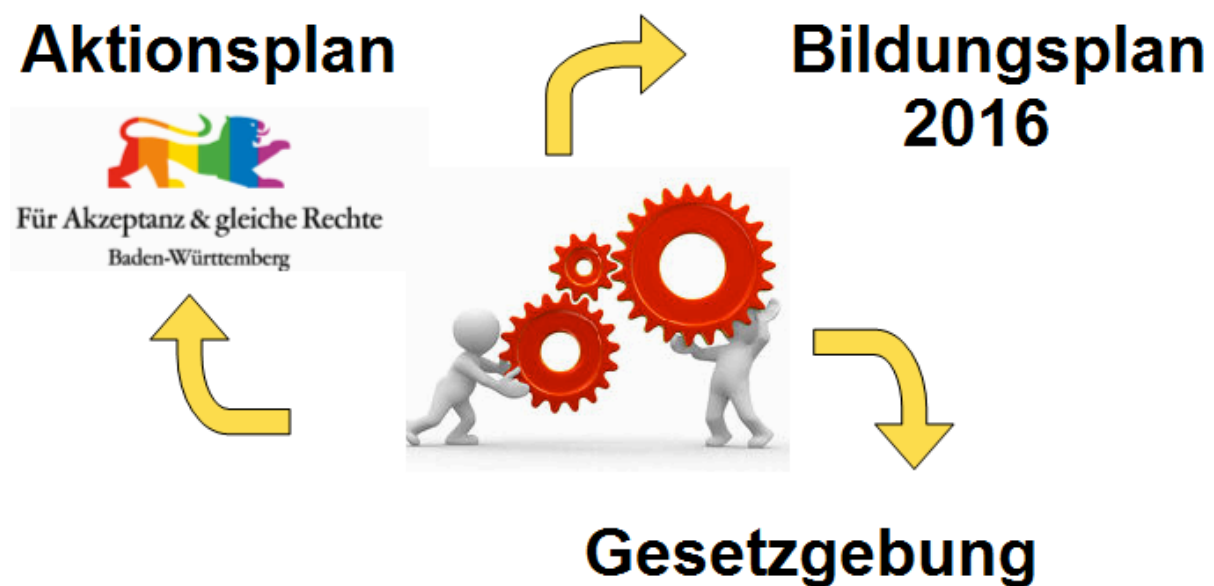 Aktionsplan
Für Akzeptanz & gleiche Rechte
Baden-Württemberg
Bildungsplan
2016
Gesetzgebung